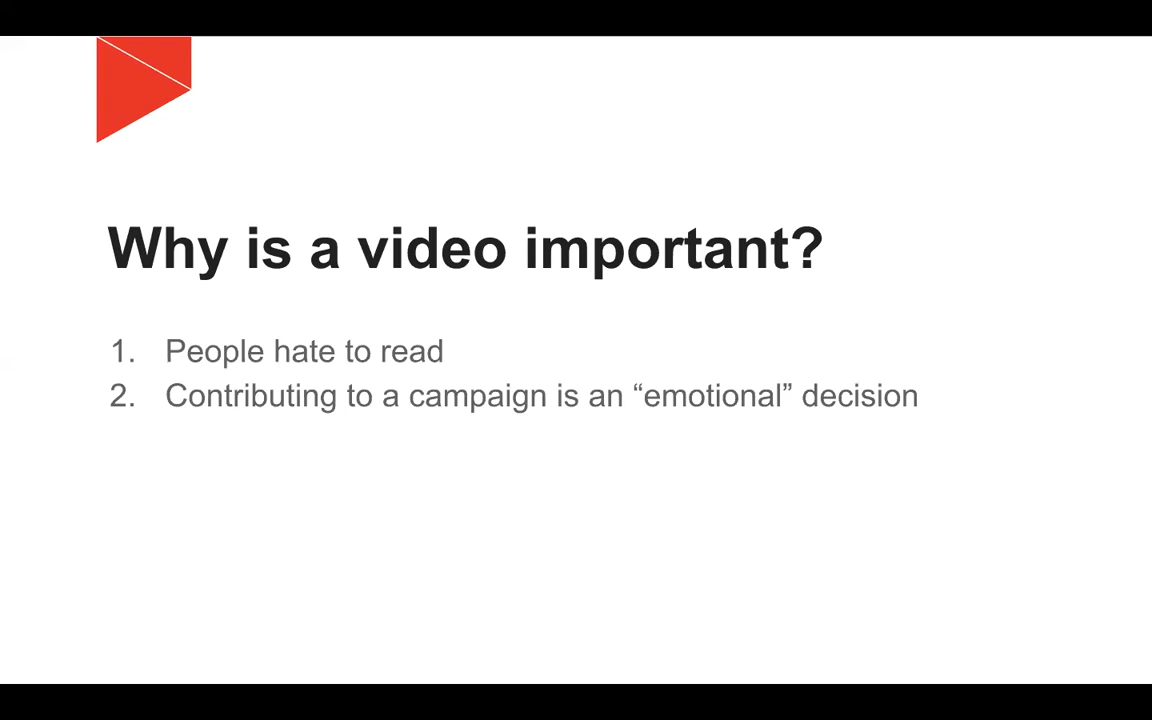 Why is a video important?
1. People hate to read
2. Contributing to a campaign is an “emotional” decision